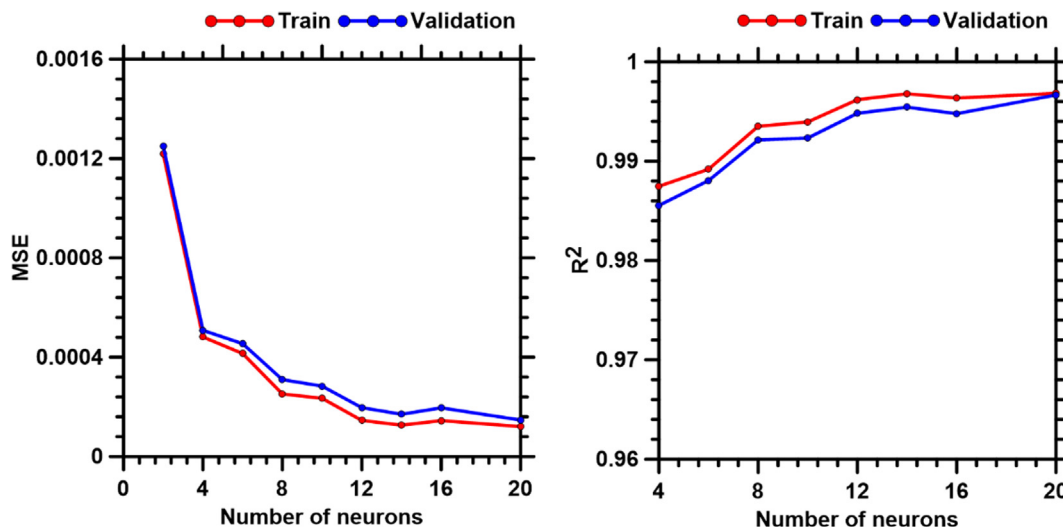 Train Validation
0.0016
0.0012
0.0008
0.0004
0
MSE
0 4 8 12 16 20
Number of neurons
Train Validation
1
0.99
0.98
0.97
0.96
R²
4 8 12 16 20
Number of neurons